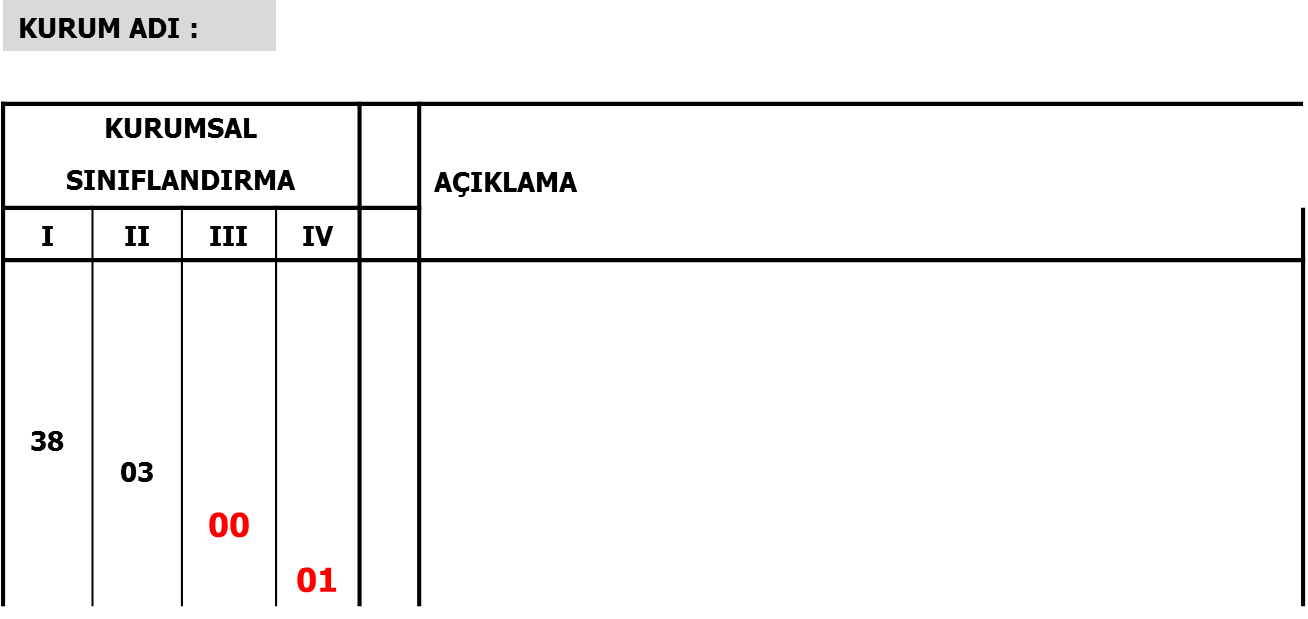 KURUM ADI :
KURUMSAL
SINIFLANDIRMA
AÇIKLAMA
I II III IV
38
03
00
01